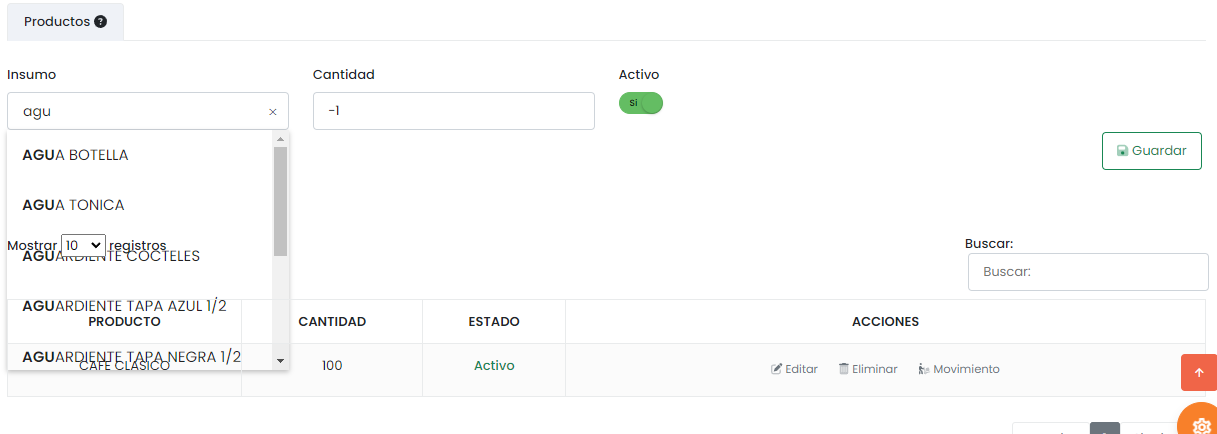 Productos ?
Insumo
Cantidad
Activo
agu
-1
Si
AGUA BOTELLA
Guardar
AGUA TONICA
Mostrar 10 registros
Buscar:
AGUARDIENTE COCTELES
Buscar:
AGUARDIENTE TAPA AZUL 1/2
PRODUCTO
CANTIDAD
ESTADO
ACCIONES
AGUARDIENTE TAPA NEGRA 1/2
CAFE CLASICO
100
Activo
Editar
Eliminar
Movimiento